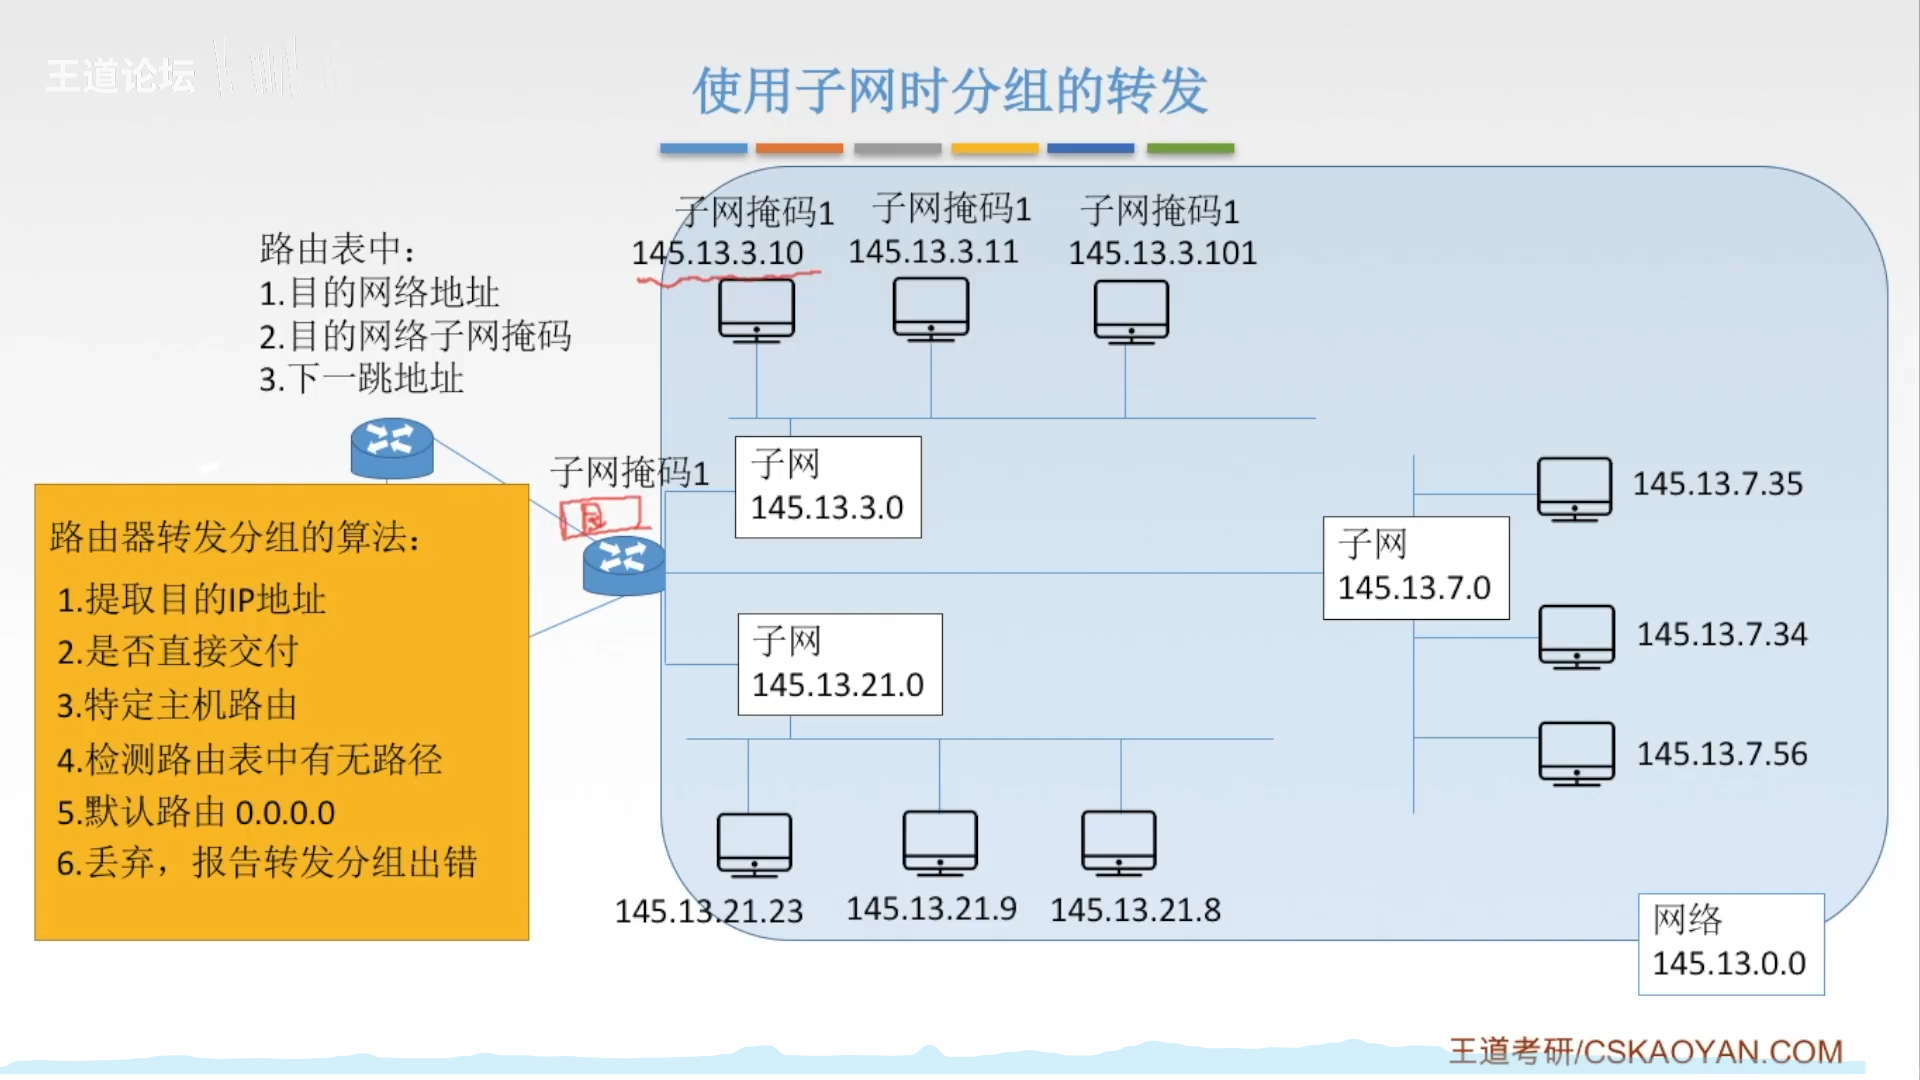 王道论坛
使用子网时分组的转发
路由表中：
1.目的网络地址
2.目的网络子网掩码
3.下一跳地址
子网掩码1
145.13.3.10
子网掩码1
145.13.3.11
子网掩码1
145.13.3.101
子网掩码1
子网
145.13.3.0
子网
145.13.7.0
145.13.7.35
145.13.7.34
145.13.7.56
子网
145.13.21.0
145.13.21.23
145.13.21.9
145.13.21.8
路由器转发分组的算法：
1.提取目的IP地址
2.是否直接交付
3.特定主机路由
4.检测路由表中有无路径
5.默认路由 0.0.0.0
6.丢弃，报告转发分组出错
网络
145.13.0.0
王道考研/CSKAOYAN.COM